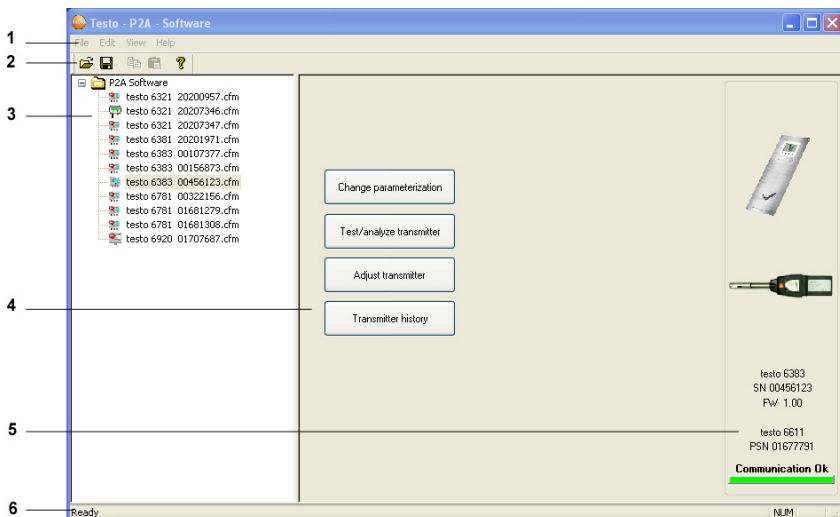 Testo - P2A - Software
1
File Edit View Help
2
P2A Software
testo 6321 20200957.cfm
3
testo 6321 20207346.cfm
testo 6321 20207347.cfm
testo 6381 20201971.cfm
testo 6383 00107377.cfm
testo 6383 00156873.cfm
testo 6383 00456123.cfm
testo 6781 00322156.cfm
testo 6781 01681279.cfm
testo 6781 01681308.cfm
testo 6920 01707687.cfm
Change parameterization
Test/analyze transmitter
Adjust transmitter
4
Transmitter history
testo 6383
SN 00456123
FW 1.00
5
testo 6611
PSN 01677791
Communication Ok
6
Ready
NUM